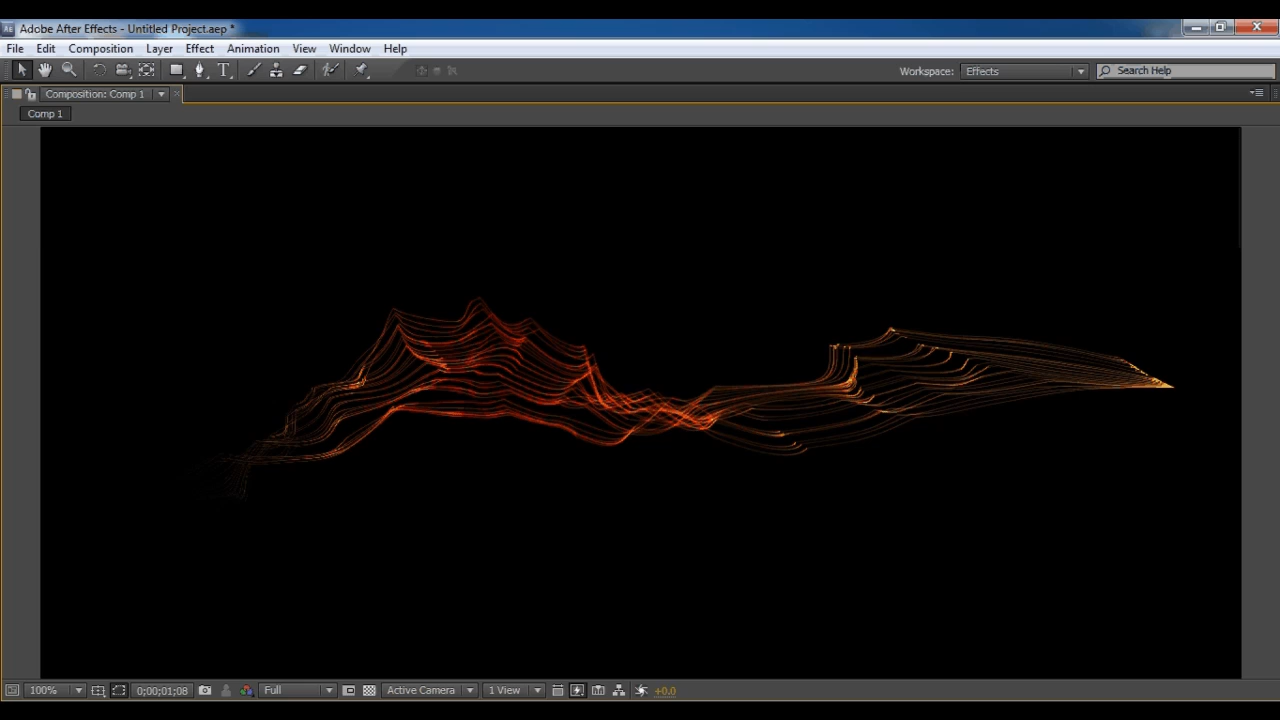 Adobe After Effects - Untitled Project.aep *
File Edit Composition Layer Effect Animation View Window Help
Workspace: Effects Search Help
Composition: Comp 1
Comp 1
100% 0;00;01;08 Full Active Camera 1 View +0.0